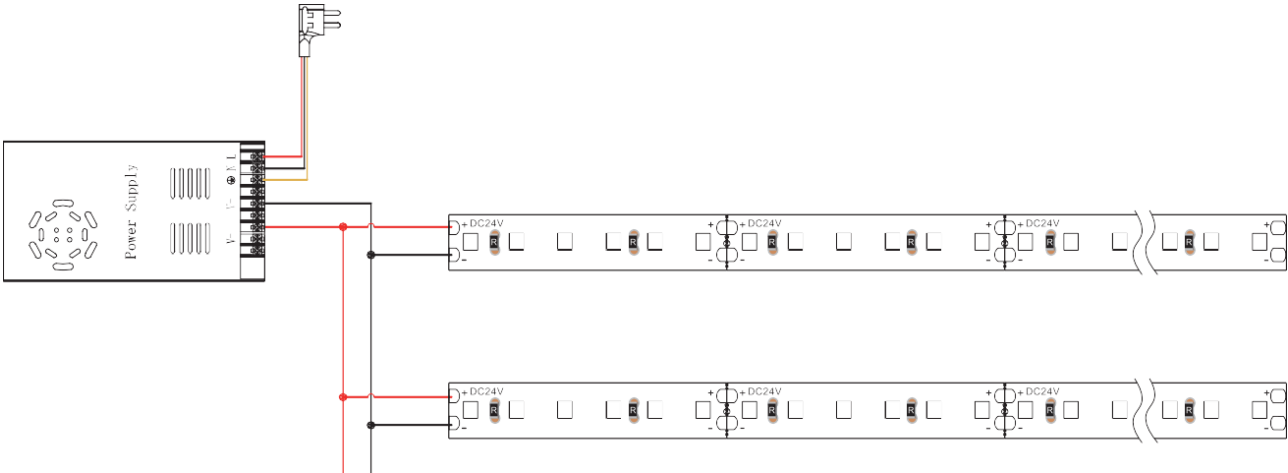 Power Supply
L
N
V-
V-
+ DC24V
-
R
R
+
-
+ DC24V
-
R
R
+
-
+ DC24V
-
R
R
+
-
+ DC24V
-
R
R
+
-
+ DC24V
-
R
R
+
-
+ DC24V
-
R
R
+
-